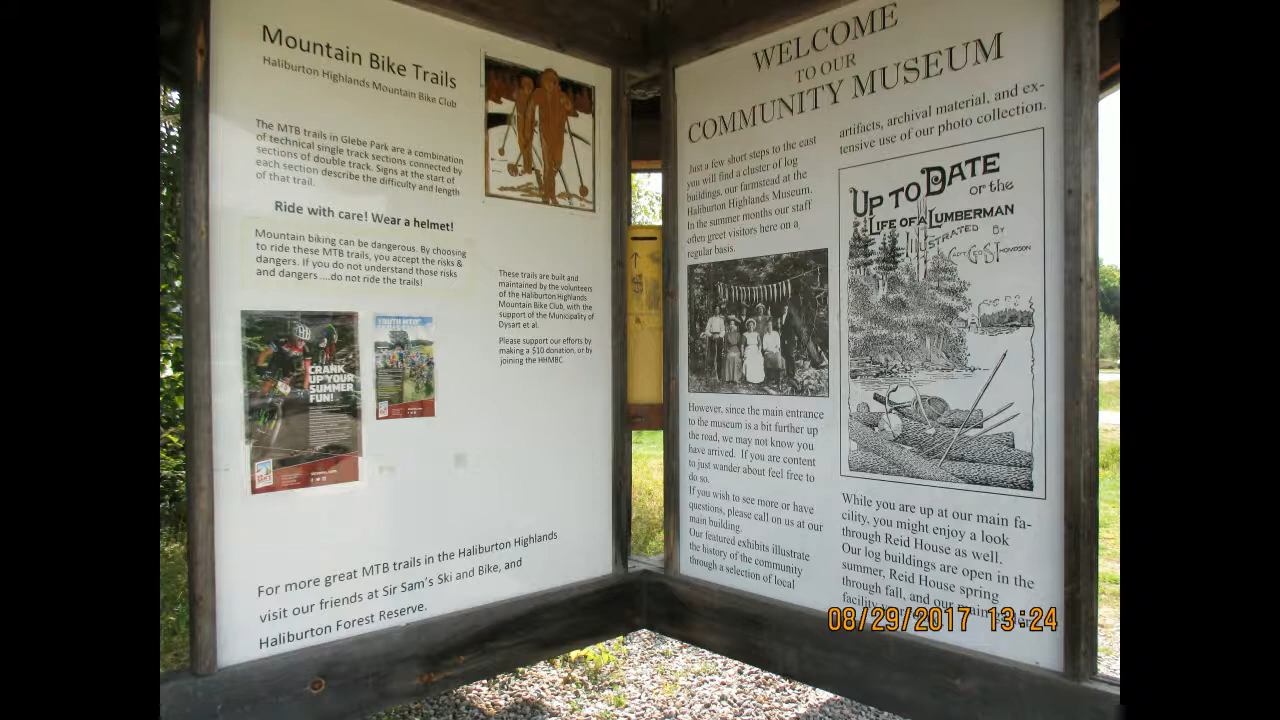 Mountain Bike Trails
Haliburton Highlands Mountain Bike Club
The MTB trails in Glebe Park are a combination
of technical single track sections connected by
sections of double track. Signs at the start of
each section describe the difficulty and length
of that trail.
Ride with care! Wear a helmet!
Mountain biking can be dangerous. By choosing
to ride these MTB trails, you accept the risks &
dangers. If you do not understand those risks
and dangers ....do not ride the trails!
CRANK
UP YOUR
SUMMER
FUN!
YOUTH MTB
These trails are built and
maintained by the volunteers
of the Haliburton Highlands
Mountain Bike Club, with the
support of the Municipality of
Dysart et al.
Please support our efforts by
making a $10 donation, or by
joining the HHMBC
For more great MTB trails in the Haliburton Highlands
visit our friends at Sir Sam's Ski and Bike, and
Haliburton Forest Reserve.
WELCOME
TO OUR
COMMUNITY MUSEUM
Just a few short steps to the east
you will find a cluster of log
buildings, our farmstead at the
Haliburton Highlands Museum.
In the summer months our staff
often greet visitors here on a
regular basis.
However, since the main entrance
to the museum is a bit further up
the road, we may not know you
have arrived. If you are content
to just wander about feel free to
do so.
If you wish to see more or have
questions, please call on us at our
main building.
Our featured exhibits illustrate
the history of the community
through a selection of local
artifacts, archival material, and ex-
tensive use of our photo collection.
UP TO DATE
or the
LIFE OF A LUMBERMAN
ILLUSTRATED BY
CAPT. GEO. S. THOMPSON
While you are up at our main fa-
cility, you might enjoy a look
through Reid House as well.
Our log buildings are open in the
summer, Reid House spring
through fall, and our main
facility
08/29/2017 13:24